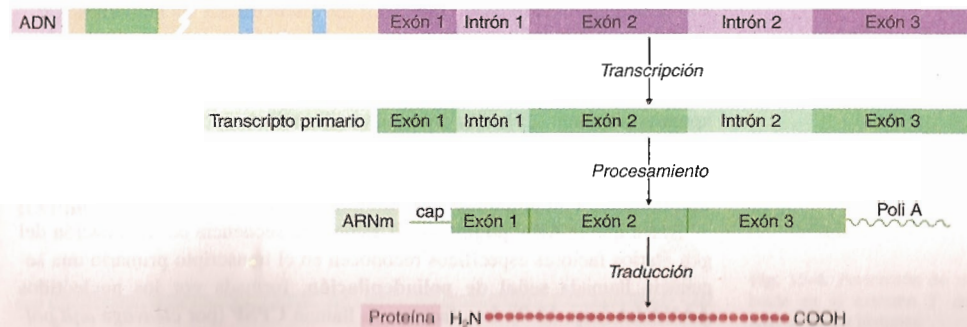 ADN Exón 1 Intrón 1 Exón 2 Intrón 2 Exón 3
Transcripción
Transcripto primario Exón 1 Intrón 1 Exón 2 Intrón 2 Exón 3
Procesamiento
ARNm cap Exón 1 Exón 2 Exón 3 Poli A
Traducción
Proteína H₂N COOH